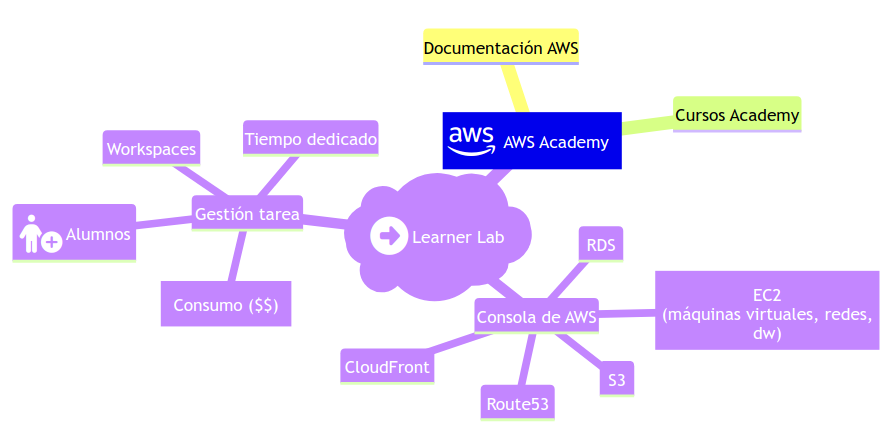 Documentación AWS
aws
AWS Academy
Cursos Academy
Workspaces
Tiempo dedicado
Gestión tarea
Alumnos
Consumo ($$)
Learner Lab
RDS
Consola de AWS
EC2
(máquinas virtuales, redes,
dw)
CloudFront
S3
Route53